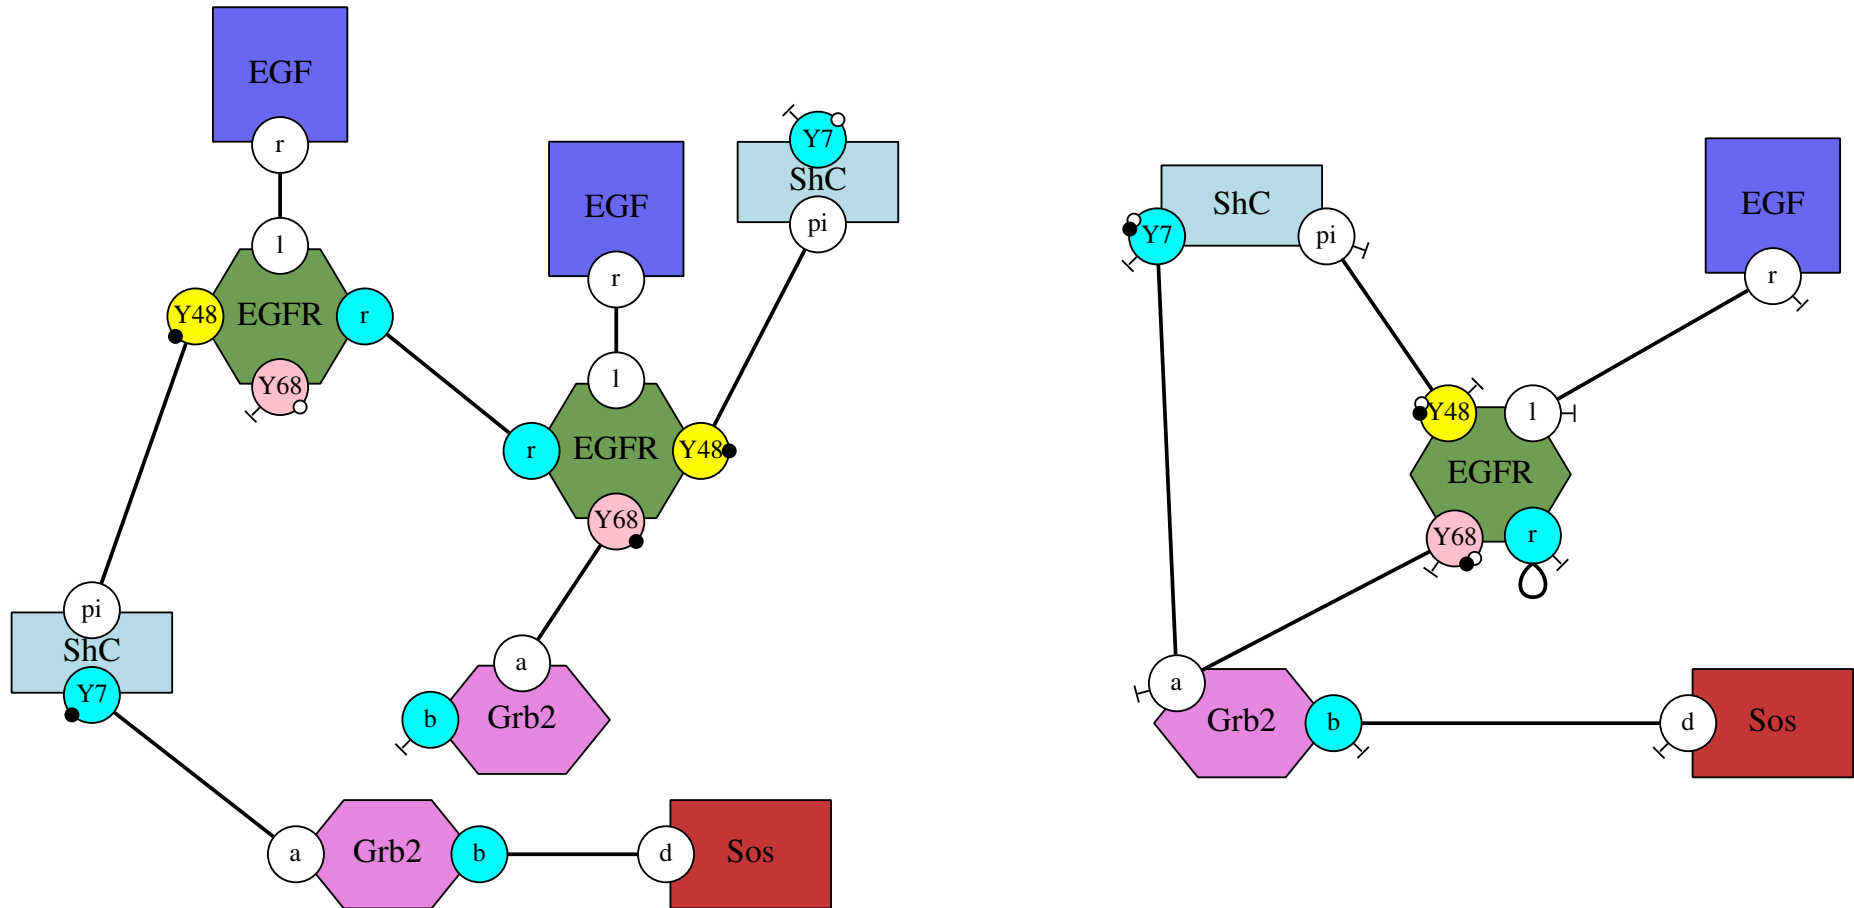 EGF
r
l
Y48
EGFR
r
Y68
EGF
r
l
r
EGFR
Y48
Y68
Y7
ShC
pi
pi
ShC
Y7
a
b
Grb2
a
Grb2
b
d
Sos
ShC
Y7
pi
EGF
r
Y48
l
EGFR
Y68
r
a
Grb2
b
d
Sos